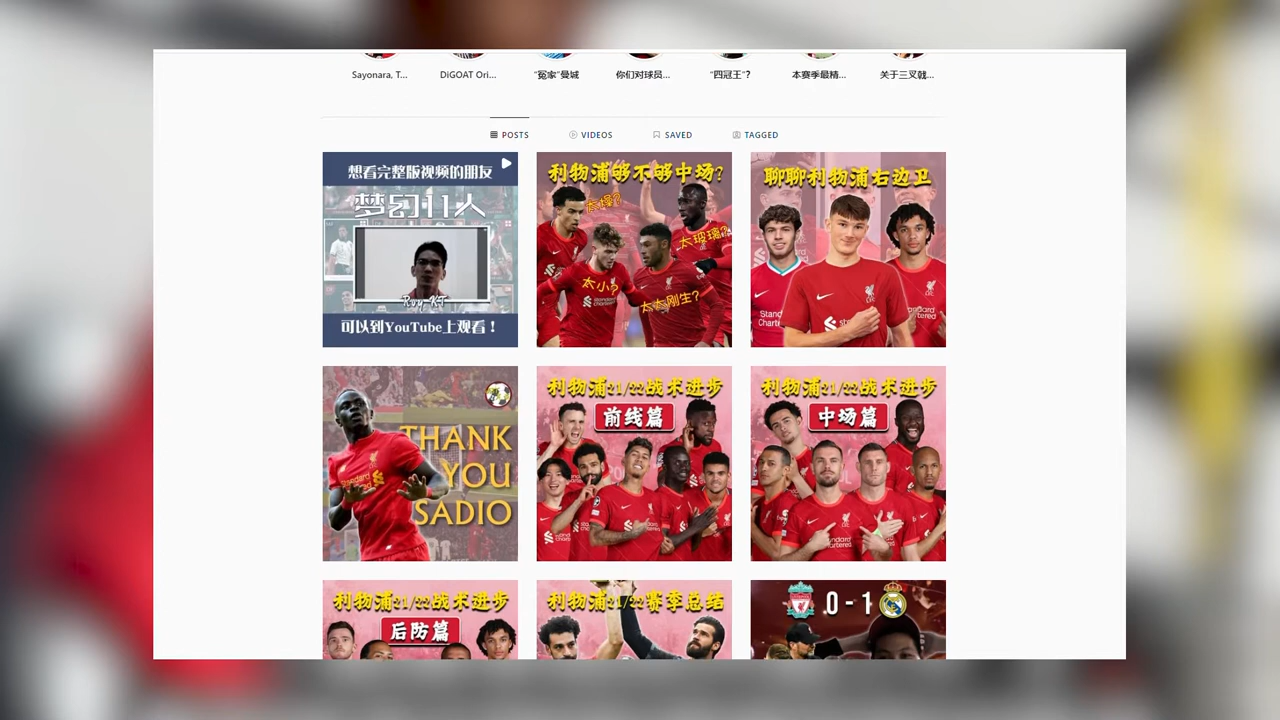 Sayonara, T...
DiGOAT Ori...
"冤家"曼城
你们对球员...
"四冠王"?
本赛季最精...
关于三叉戟...
POSTS
VIDEOS
SAVED
TAGGED
想看完整版视频的朋友
梦幻11人
Roy KT
可以到YouTube上观看！
利物浦够不够中场?
太燥?
太玻璃?
太小?
太太刚生?
聊聊利物浦右边卫
THANK
YOU
SADIO
利物浦21/22战术进步
前线篇
利物浦21/22战术进步
中场篇
利物浦21/22战术进步
后防篇
利物浦21/22赛季总结
0 - 1